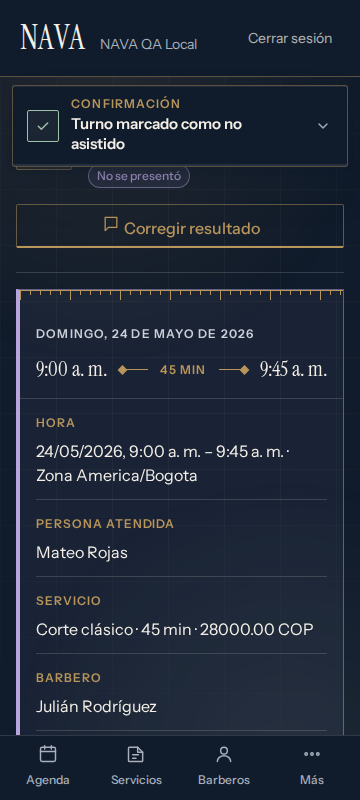 NAVA NAVA QA Local Cerrar sesión
CONFIRMACIÓN
Turno marcado como no
asistido
No se presentó
Corregir resultado
DOMINGO, 24 DE MAYO DE 2026
9:00 a. m. 45 MIN 9:45 a. m.
HORA
24/05/2026, 9:00 a. m. – 9:45 a. m. ·
Zona America/Bogota
PERSONA ATENDIDA
Mateo Rojas
SERVICIO
Corte clásico · 45 min · 28000.00 COP
BARBERO
Julián Rodríguez
Agenda Servicios Barberos Más